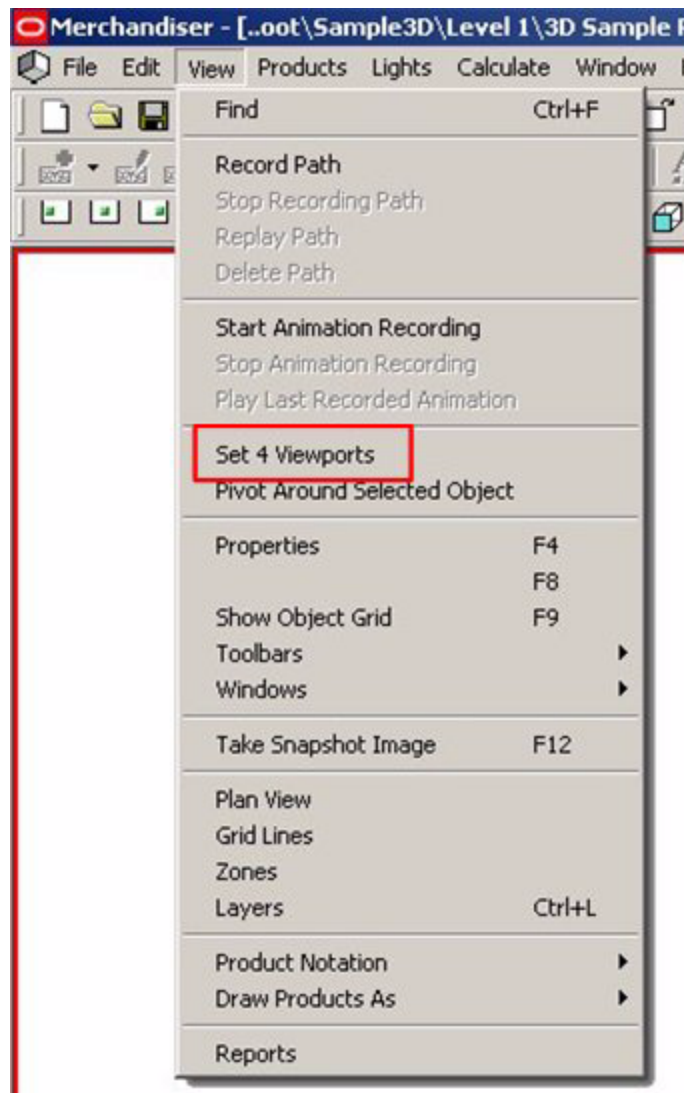 Merchandiser - [..oot\Sample3D\Level 1\3D Sample
File Edit View Products Lights Calculate Window
Find Ctrl+F
Record Path
Stop Recording Path
Replay Path
Delete Path
Start Animation Recording
Stop Animation Recording
Play Last Recorded Animation
Set 4 Viewports
Pivot Around Selected Object
Properties F4
F8
Show Object Grid F9
Toolbars
Windows
Take Snapshot Image F12
Plan View
Grid Lines
Zones
Layers Ctrl+L
Product Notation
Draw Products As
Reports